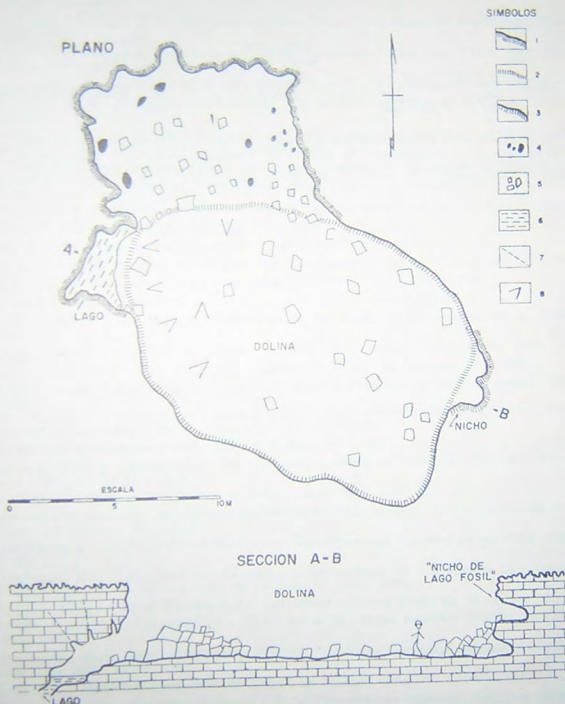 SIMBOLOS
PLANO
1
2
3
4
5
6
7
8
N
A-
LAGO
DOLINA
-B
NICHO
ESCALA
0 5 10 M
SECCION A-B
"NICHO DE
LAGO FOSIL"
DOLINA
LAGO